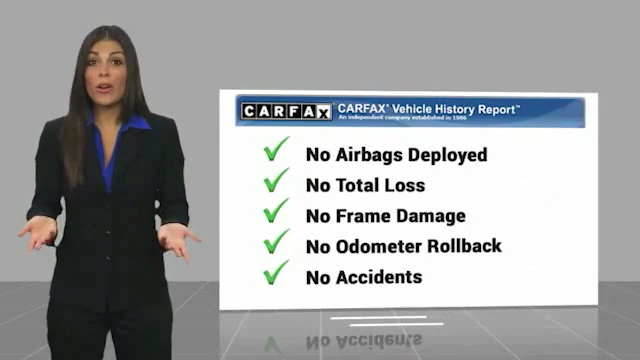 CARFAX CARFAX® Vehicle History Report™
An independent company established in 1986
No Airbags Deployed
No Total Loss
No Frame Damage
No Odometer Rollback
No Accidents